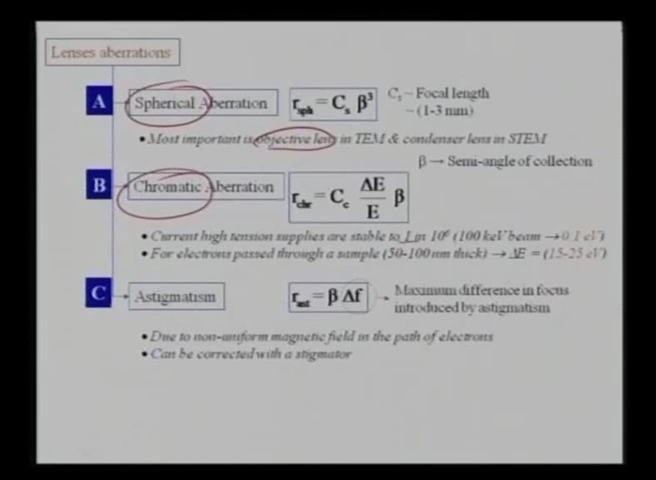 Lenses aberrations
A
Spherical Aberration
r_sph = C_s β³
C_s ~ Focal length
~ (1-3 mm)
• Most important is objective lens in TEM & condenser lens in STEM
β → Semi-angle of collection
B
Chromatic Aberration
r_chr = C_c ΔE/E β
• Current high tension supplies are stable to 1 in 10⁶ (100 keV beam → 0.1 eV)
• For electrons passed through a sample (50-100 nm thick) → ΔE = (15-25 eV)
C
Astigmatism
r_ast = β Δf
Maximum difference in focus
introduced by astigmatism
• Due to non-uniform magnetic field in the path of electrons
• Can be corrected with a stigmator